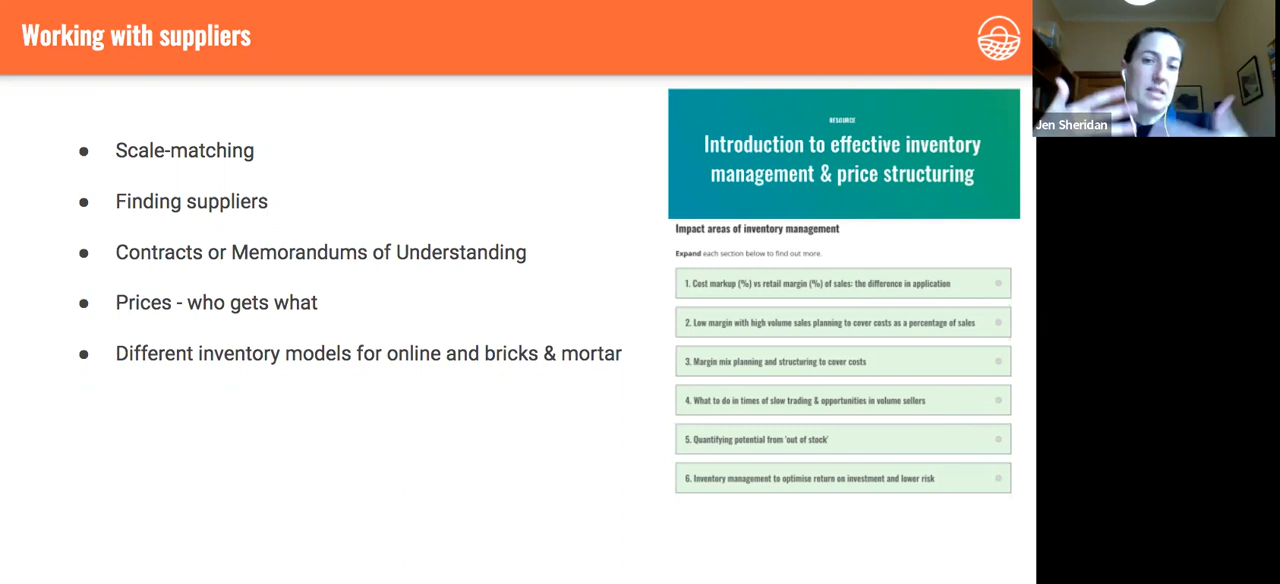 Working with suppliers
Scale-matching
Finding suppliers
Contracts or Memorandums of Understanding
Prices - who gets what
Different inventory models for online and bricks & mortar
RESOURCE
Introduction to effective inventory
management & price structuring
Impact areas of inventory management
Expand each section below to find out more.
1. Cost markup (%) vs retail margin (%) of sales: the difference in application
2. Low margin with high volume sales planning to cover costs as a percentage of sales
3. Margin mix planning and structuring to cover costs
4. What to do in times of slow trading & opportunities in volume sellers
5. Quantifying potential from 'out of stock'
6. Inventory management to optimise return on investment and lower risk
Jen Sheridan